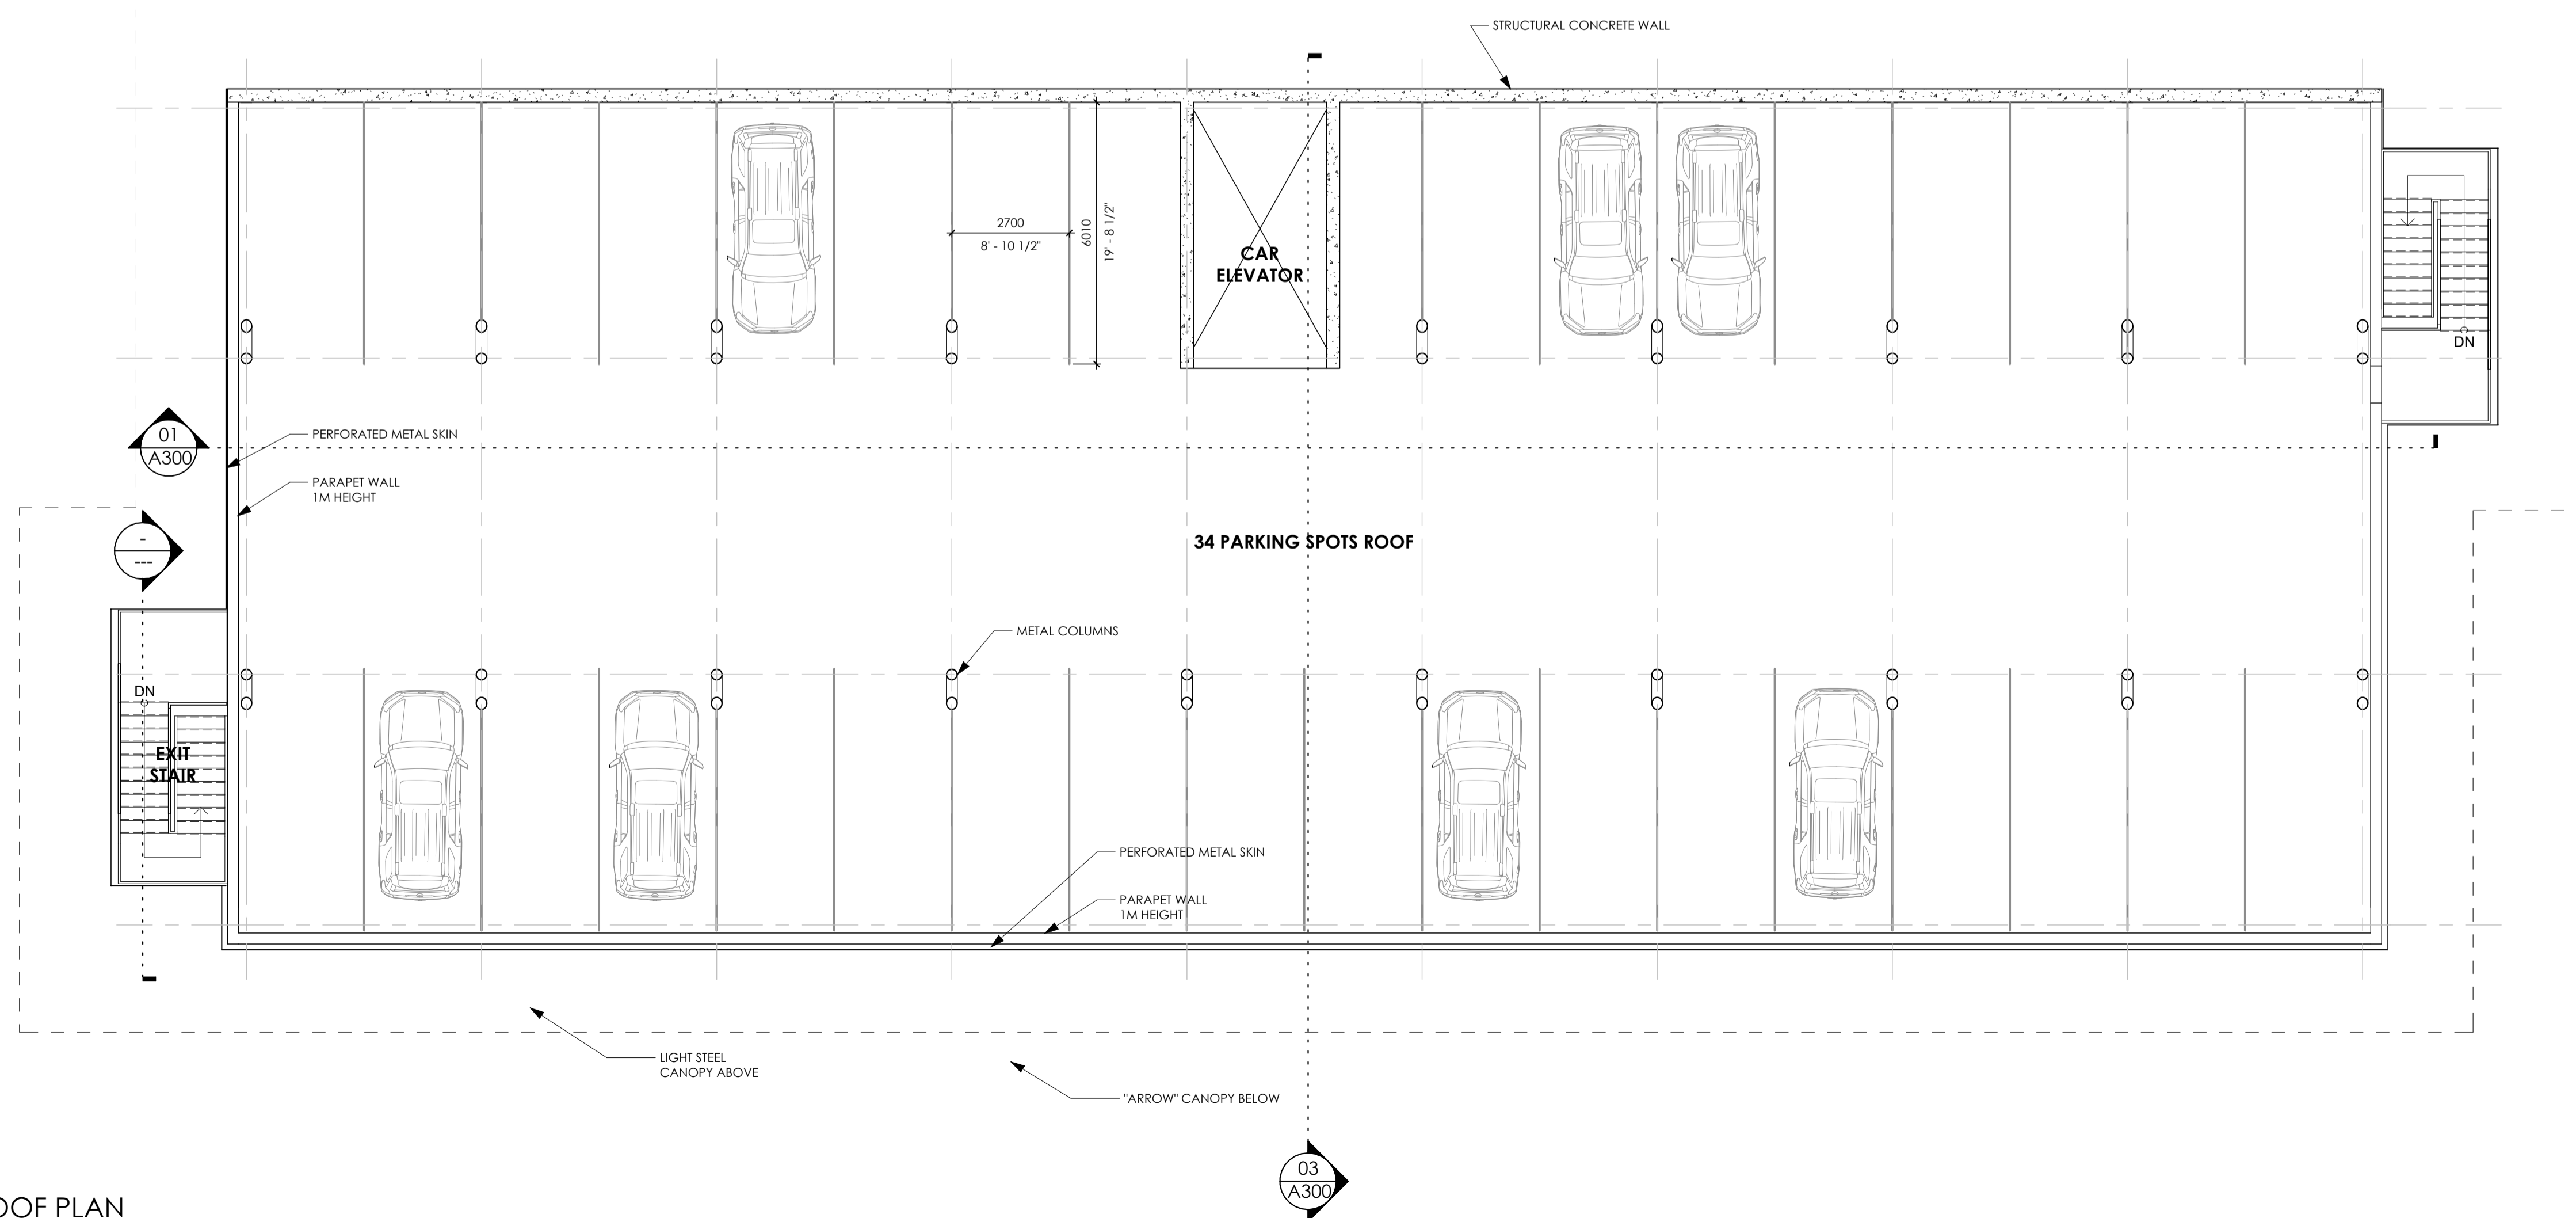 STRUCTURAL CONCRETE WALL
2700
8' - 10 1/2"
6010
19' - 8 1/2"
CAR
ELEVATOR
DN
01
A300
PERFORATED METAL SKIN
PARAPET WALL
1M HEIGHT
-
---
34 PARKING SPOTS ROOF
METAL COLUMNS
DN
EXIT
STAIR
PERFORATED METAL SKIN
PARAPET WALL
1M HEIGHT
LIGHT STEEL
CANOPY ABOVE
"ARROW" CANOPY BELOW
03
A300
OOF PLAN